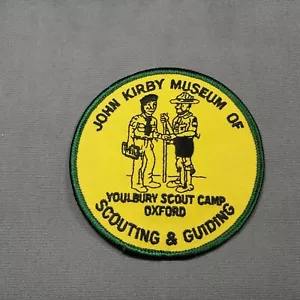 JOHN KIRBY MUSEUM OF
YOULBURY SCOUT CAMP
OXFORD
SCOUTING & GUIDING